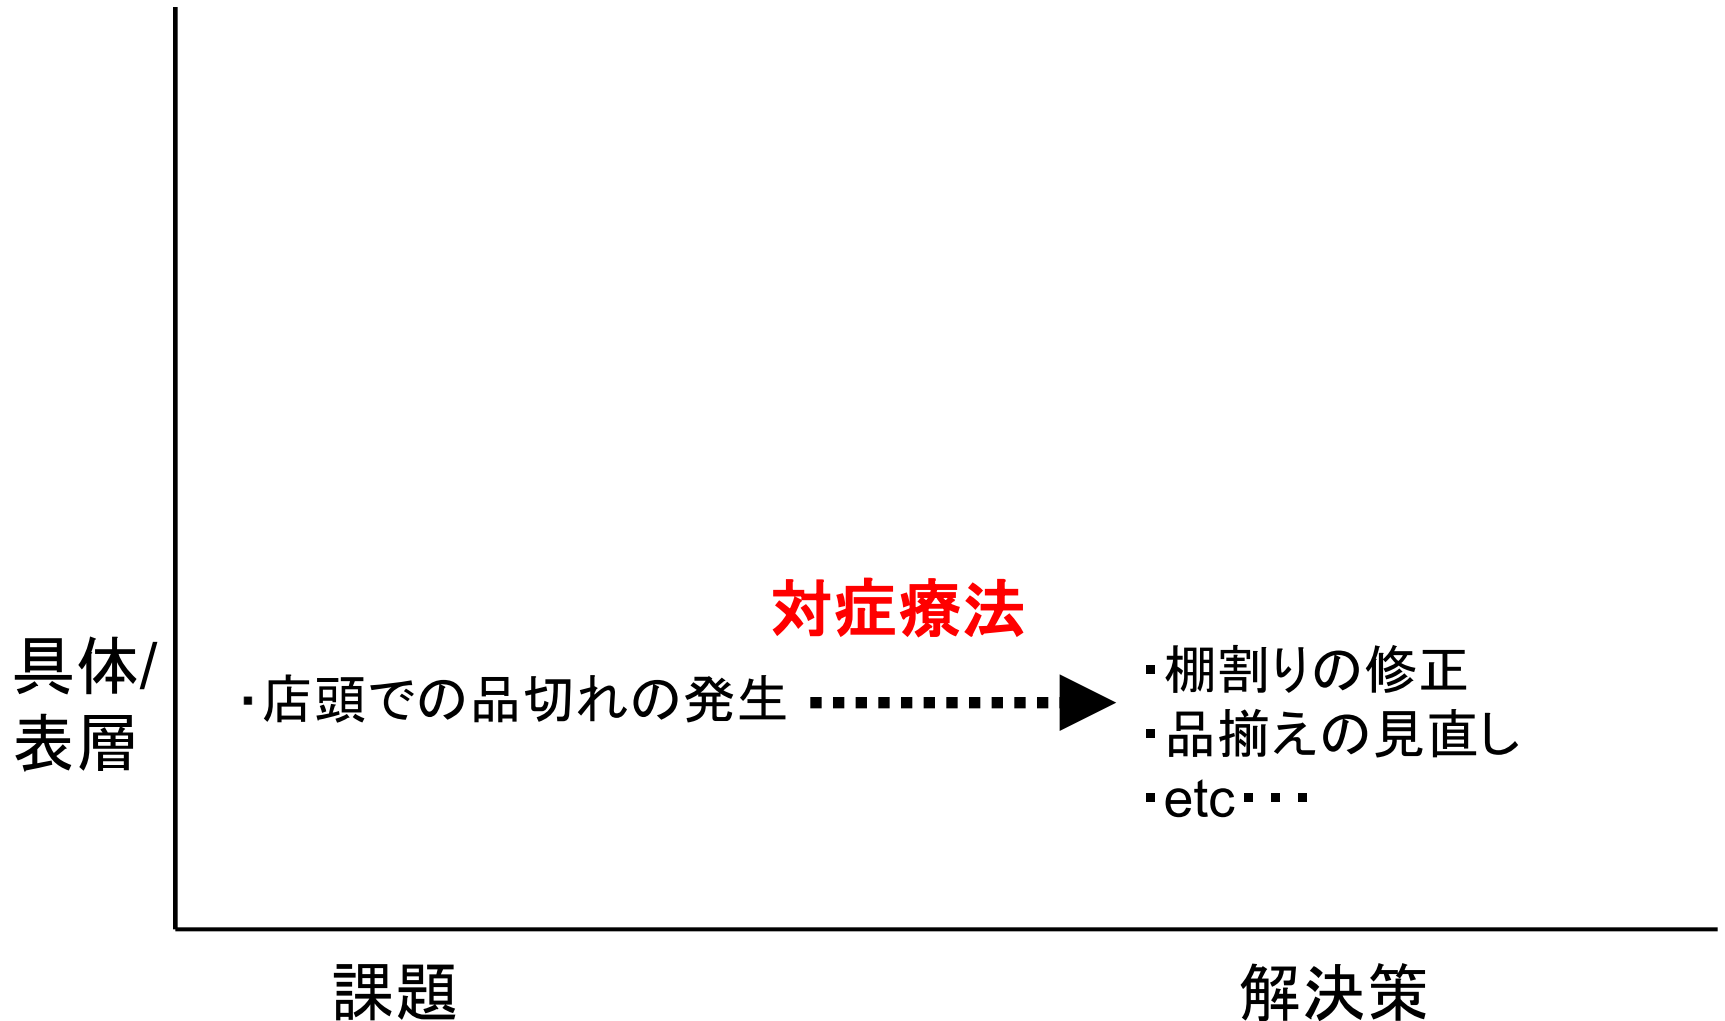 対症療法
具体/
表層
・店頭での品切れの発生
・棚割りの修正
・品揃えの見直し
・etc・・・
課題
解決策